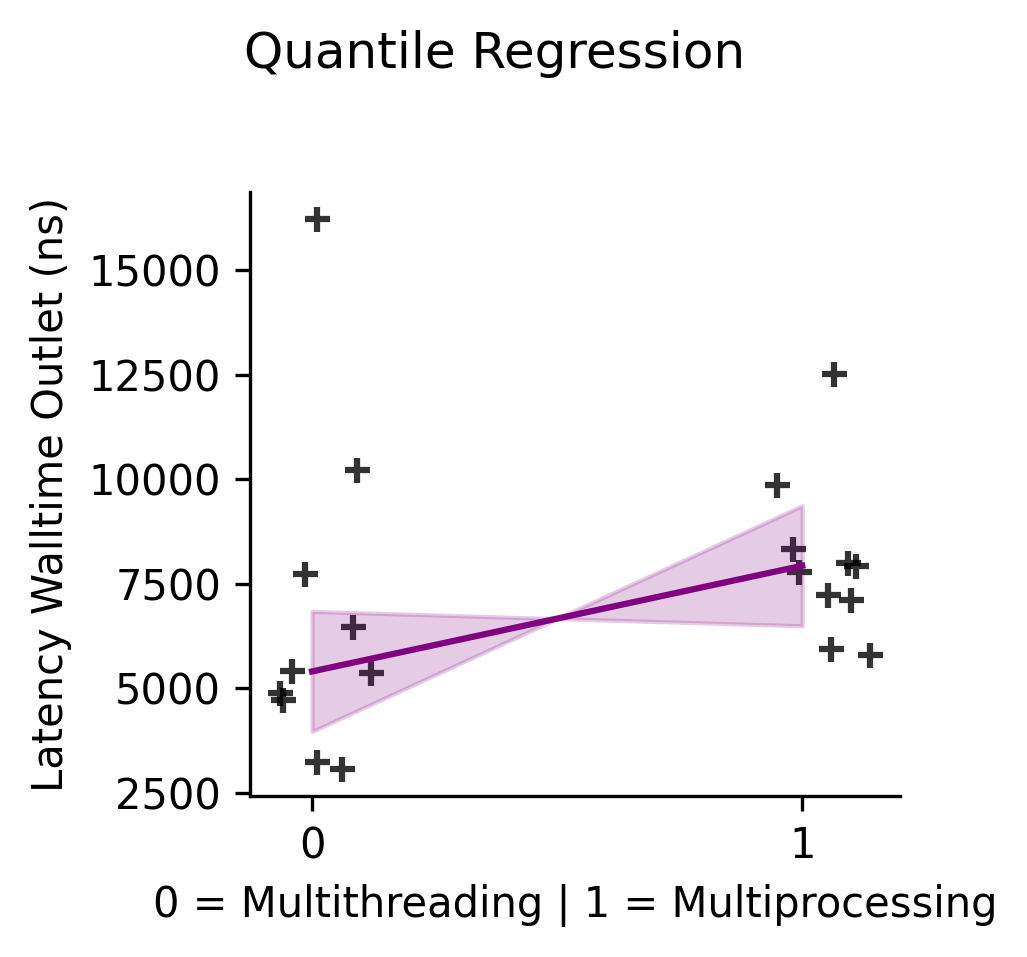 Quantile Regression
Latency Walltime Outlet (ns)
15000
12500
10000
7500
5000
2500
0
1
0 = Multithreading | 1 = Multiprocessing